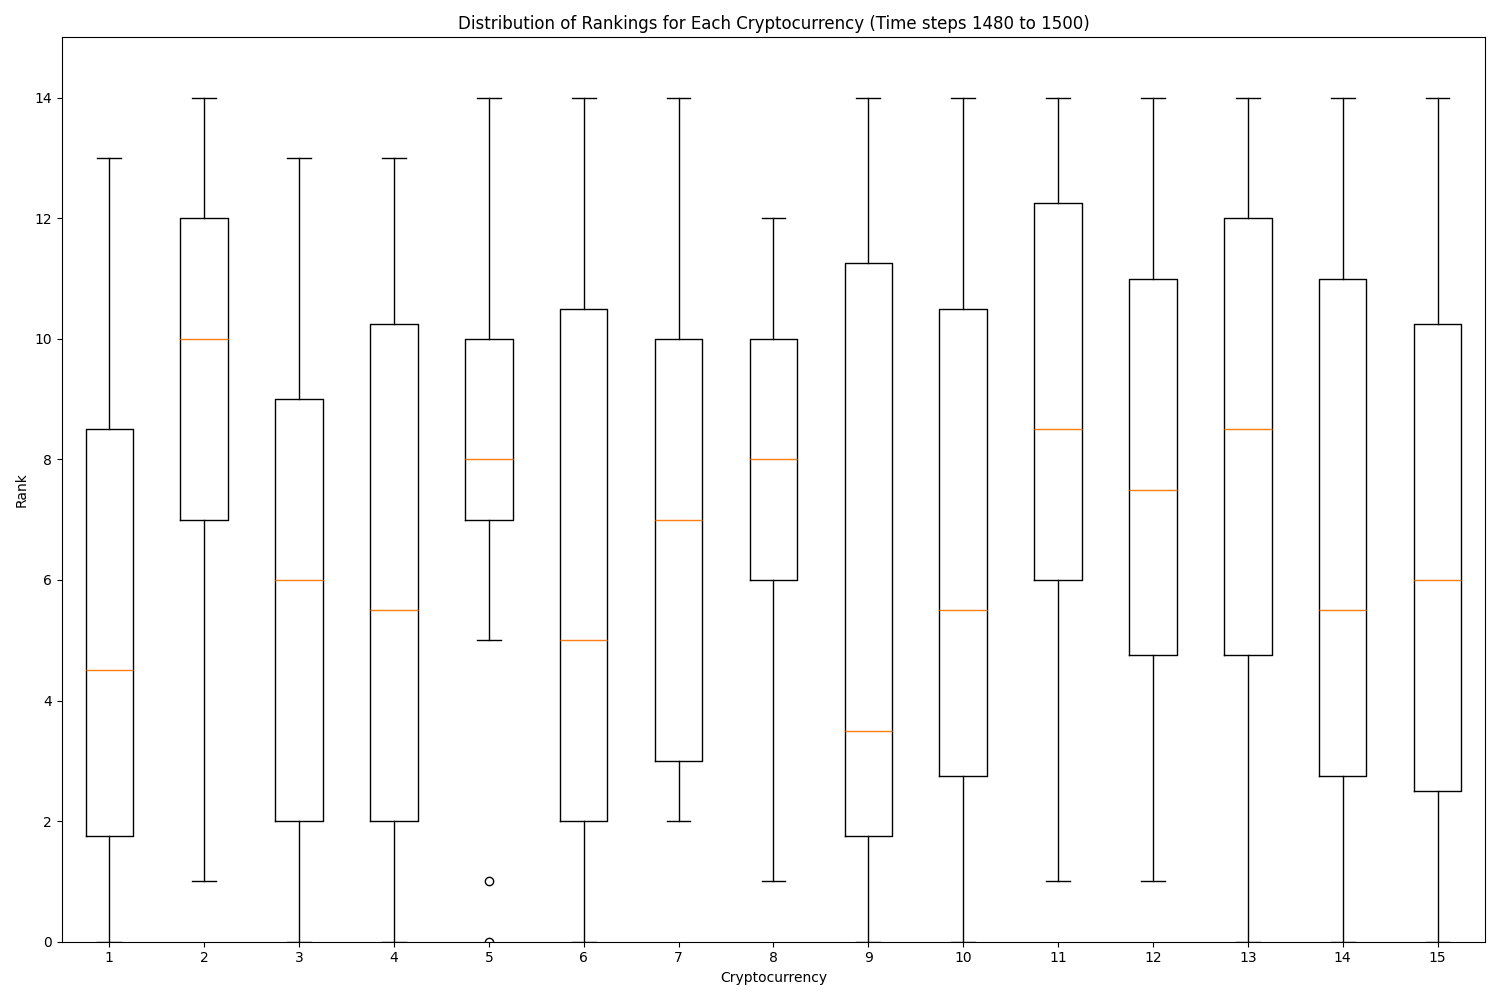 Distribution of Rankings for Each Cryptocurrency (Time steps 1480 to 1500)
14
12
10
8
6
4
2
0
Rank
1 2 3 4 5 6 7 8 9 10 11 12 13 14 15
Cryptocurrency